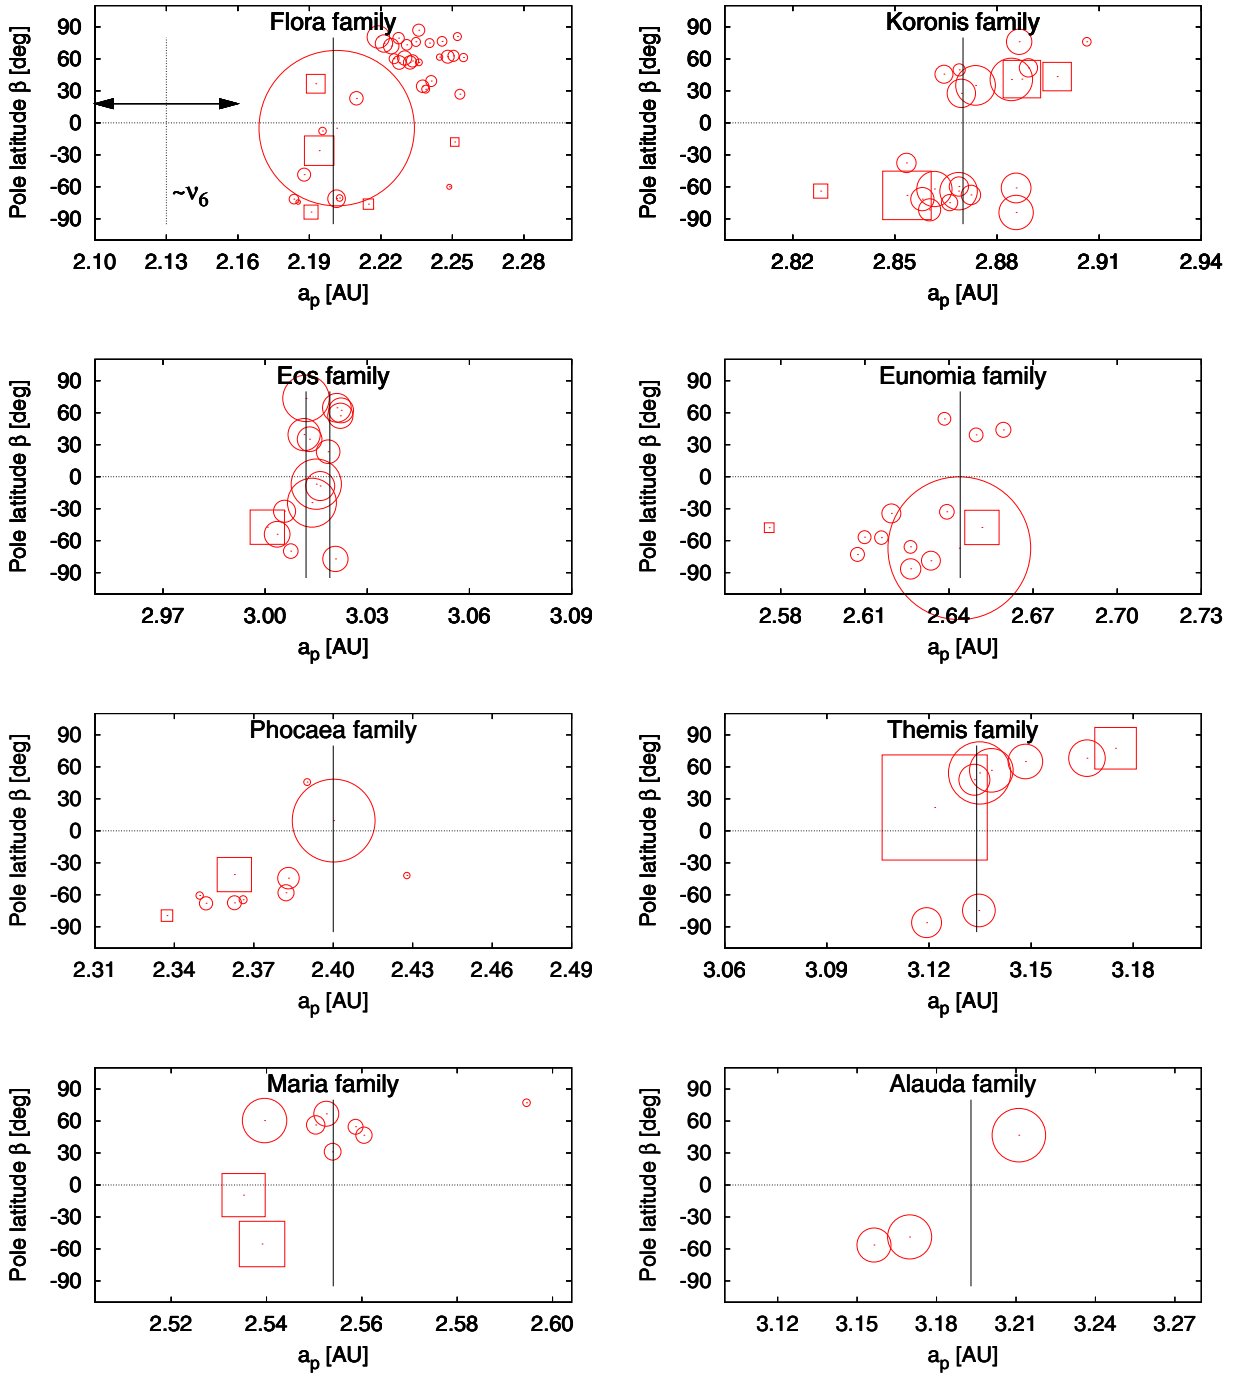 Flora family
Pole latitude β [deg]
90
60
30
0
-30
-60
-90
~ν6
2.10 2.13 2.16 2.19 2.22 2.25 2.28
ap [AU]
Koronis family
Pole latitude β [deg]
90
60
30
0
-30
-60
-90
2.82 2.85 2.88 2.91 2.94
ap [AU]
Eos family
Pole latitude β [deg]
90
60
30
0
-30
-60
-90
2.97 3.00 3.03 3.06 3.09
ap [AU]
Eunomia family
Pole latitude β [deg]
90
60
30
0
-30
-60
-90
2.58 2.61 2.64 2.67 2.70 2.73
ap [AU]
Phocaea family
Pole latitude β [deg]
90
60
30
0
-30
-60
-90
2.31 2.34 2.37 2.40 2.43 2.46 2.49
ap [AU]
Themis family
Pole latitude β [deg]
90
60
30
0
-30
-60
-90
3.06 3.09 3.12 3.15 3.18
ap [AU]
Maria family
Pole latitude β [deg]
90
60
30
0
-30
-60
-90
2.52 2.54 2.56 2.58 2.60
ap [AU]
Alauda family
Pole latitude β [deg]
90
60
30
0
-30
-60
-90
3.12 3.15 3.18 3.21 3.24 3.27
ap [AU]